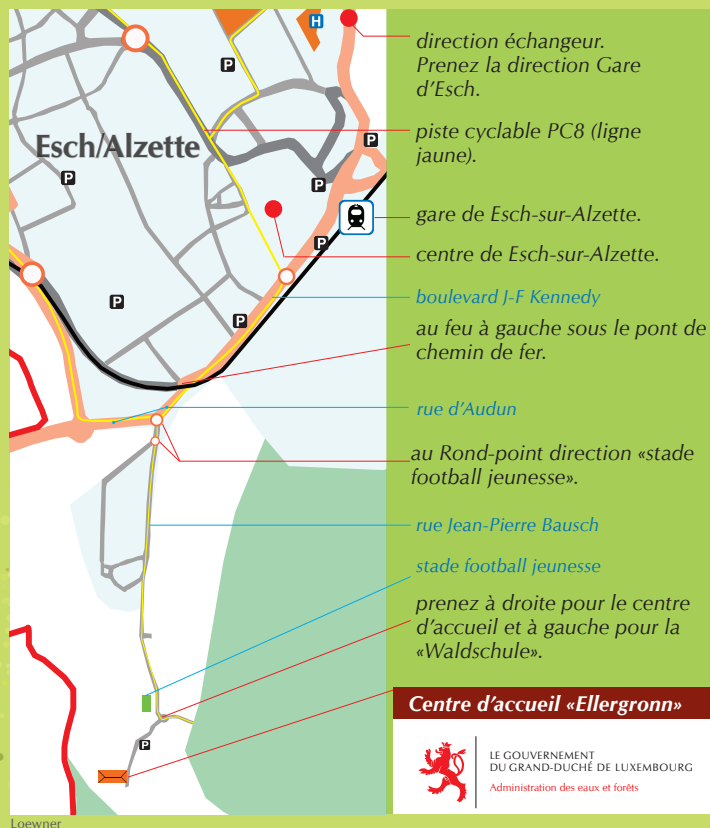 H
direction échangeur.
Prenez la direction Gare
d'Esch.
P
Esch/Alzette
piste cyclable PC8 (ligne
jaune).
P
P
P
gare de Esch-sur-Alzette.
P
centre de Esch-sur-Alzette.
boulevard J-F Kennedy
P
P
au feu à gauche sous le pont de
chemin de fer.
rue d'Audun
au Rond-point direction «stade
football jeunesse».
rue Jean-Pierre Bausch
stade football jeunesse
prenez à droite pour le centre
d'accueil et à gauche pour la
«Waldschule».
Centre d'accueil «Ellergronn»
P
LE GOUVERNEMENT
DU GRAND-DUCHÉ DE LUXEMBOURG
Administration des eaux et forêts
Loewner